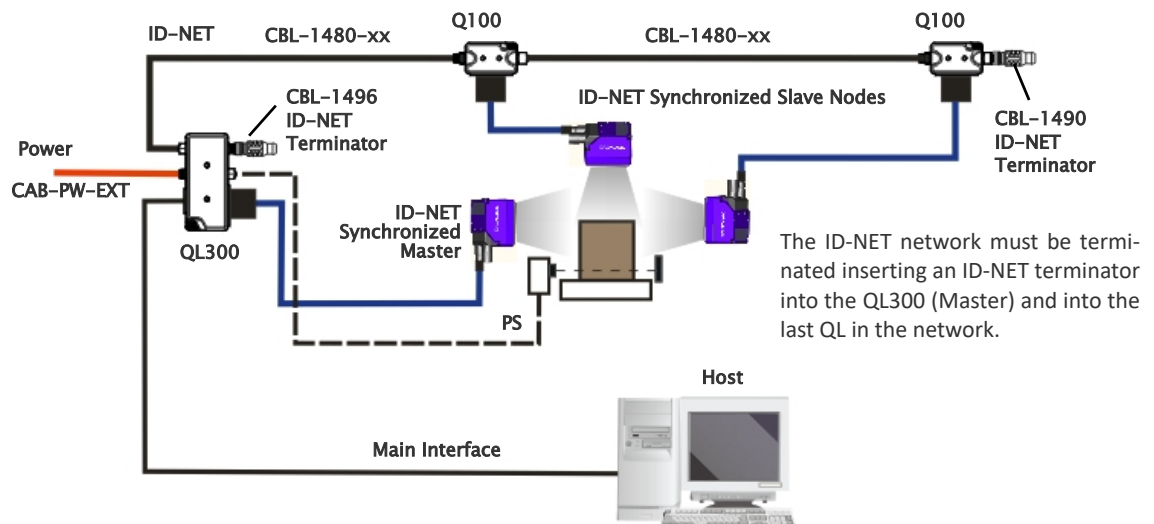 Q100
Q100
ID-NET
CBL-1480-xx
CBL-1480-xx
CBL-1496
ID-NET
Terminator
ID-NET Synchronized Slave Nodes
CBL-1490
ID-NET
Terminator
Power
CAB-PW-EXT
QL300
ID-NET
Synchronized
Master
PS
The ID-NET network must be termi-
nated inserting an ID-NET terminator
into the QL300 (Master) and into the
last QL in the network.
Host
Main Interface